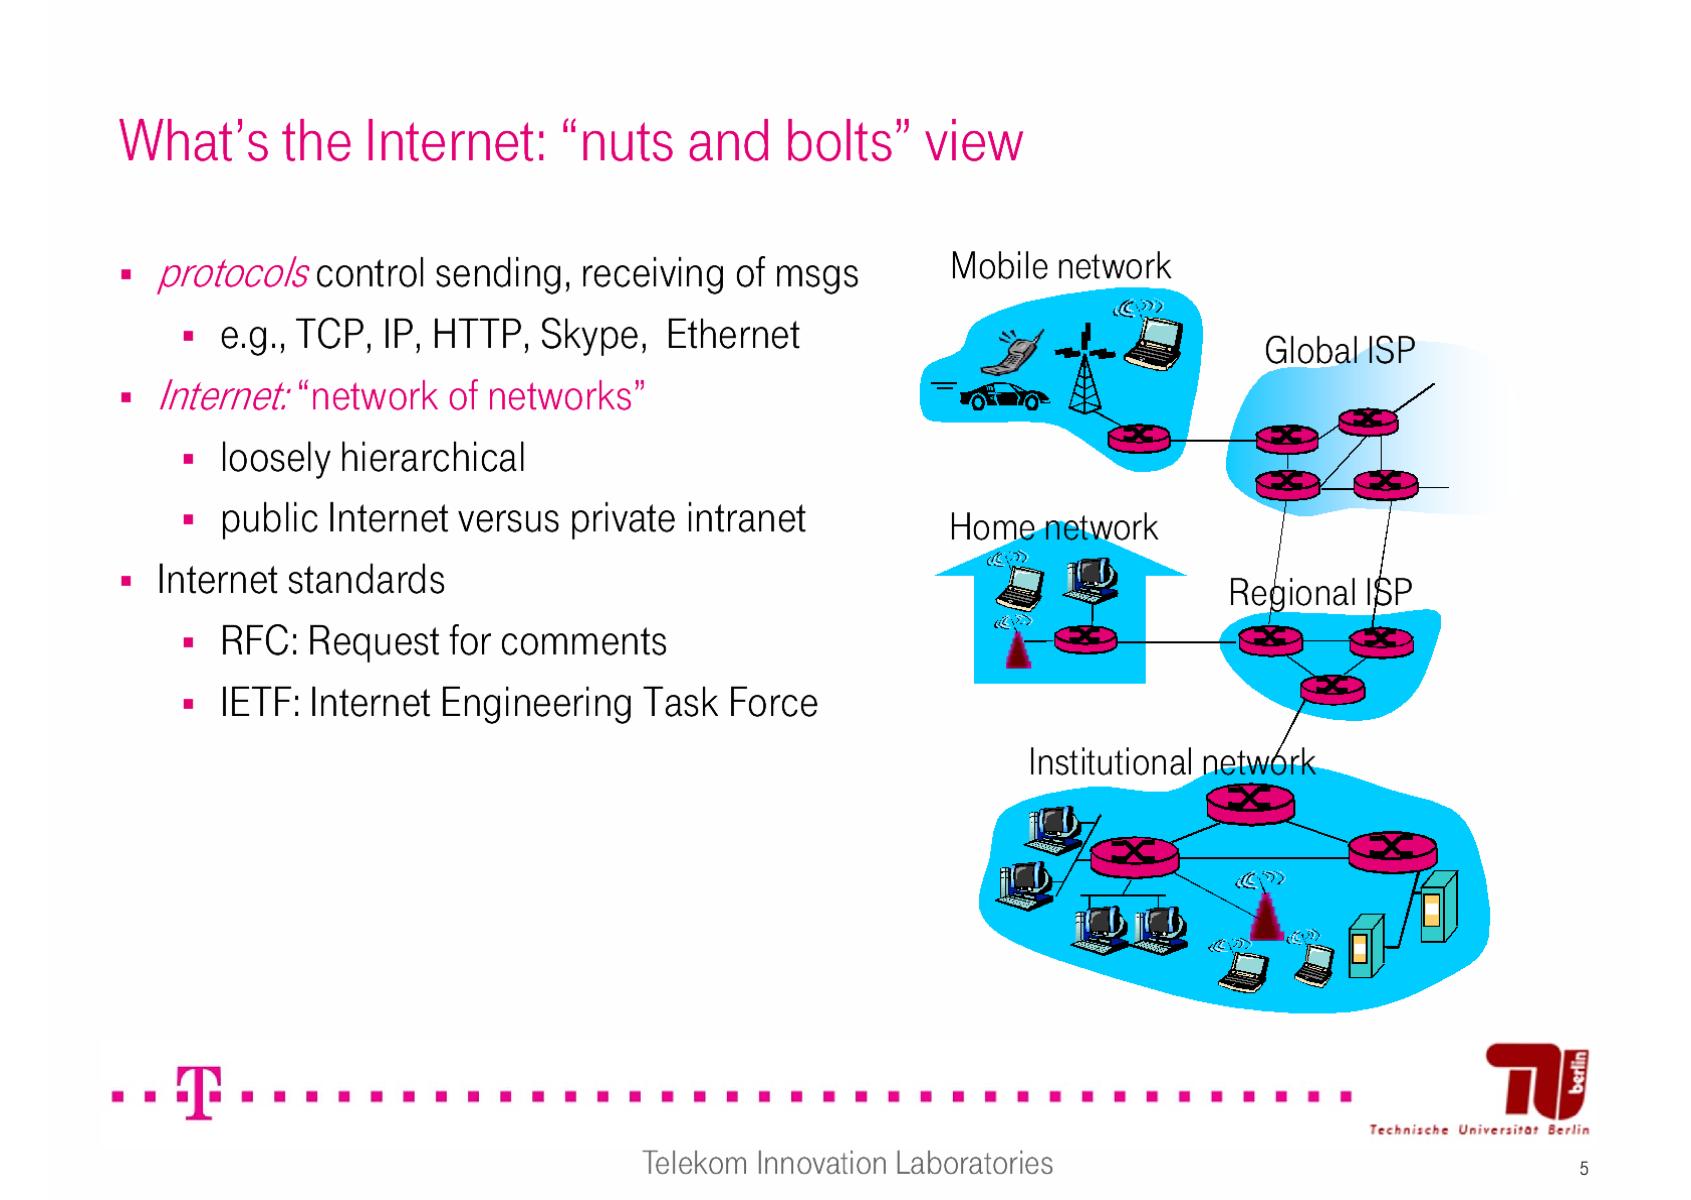 What’s the Internet: “nuts and bolts” view
▪ protocols control sending, receiving of msgs
▪ e.g., TCP, IP, HTTP, Skype, Ethernet
▪ Internet: “network of networks”
▪ loosely hierarchical
▪ public Internet versus private intranet
▪ Internet standards
▪ RFC: Request for comments
▪ IETF: Internet Engineering Task Force
Mobile network
Global ISP
Home network
Regional ISP
Institutional network
T
TU berlin
Technische Universität Berlin
Telekom Innovation Laboratories
5